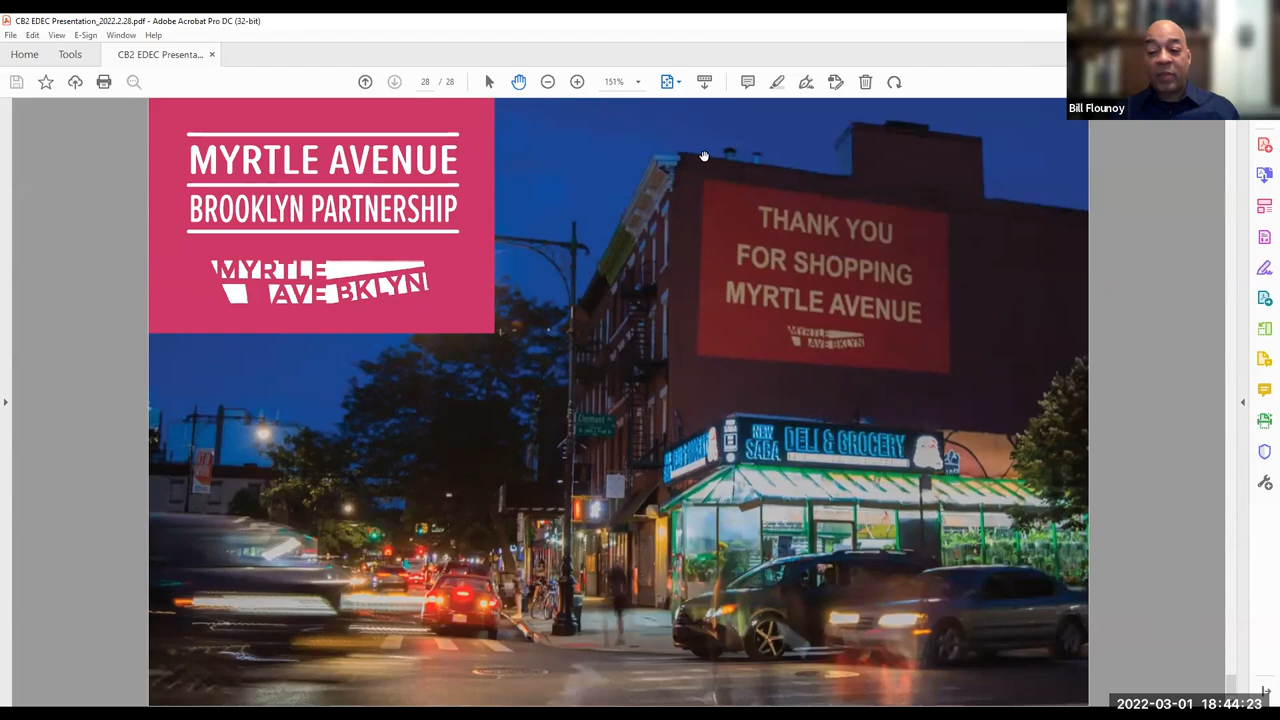 CB2 EDEC Presentation_2022.2.28.pdf - Adobe Acrobat Pro DC (32-bit)
File Edit View E-Sign Window Help
Home Tools CB2 EDEC Presenta... ×
28 / 28 151%
Bill Flounoy
MYRTLE AVENUE
BROOKLYN PARTNERSHIP
MYRTLE
AVE BKLYN
THANK YOU
FOR SHOPPING
MYRTLE AVENUE
MYRTLE
AVE BKLYN
Clermont
NEW
SABA
DELI & GROCERY
2022-03-01 18:44:23